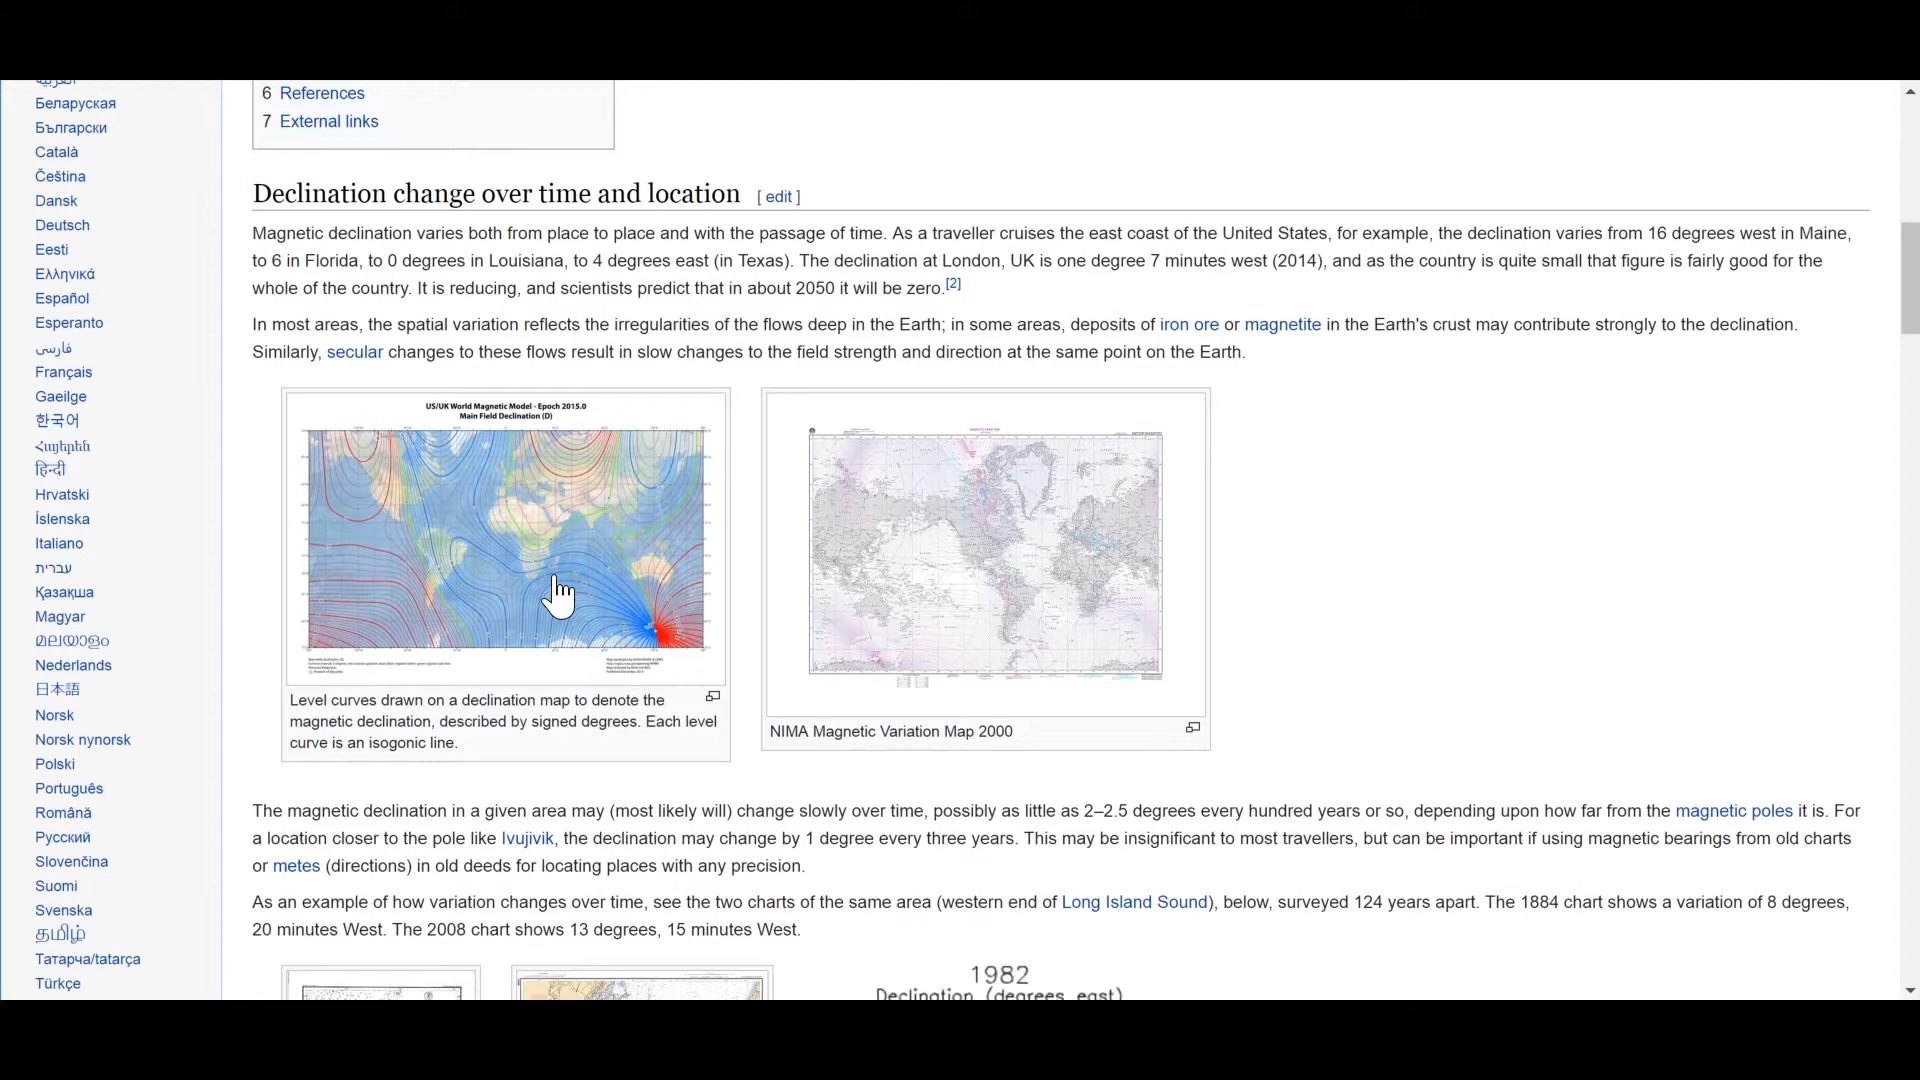 Беларуская
Български
Català
Čeština
Dansk
Deutsch
Eesti
Ελληνικά
Español
Esperanto
فارسی
Français
Gaeilge
한국어
Հայերեն
हिन्दी
Hrvatski
Íslenska
Italiano
עברית
Қазақша
Magyar
മലയാളം
Nederlands
日本語
Norsk
Norsk nynorsk
Polski
Português
Română
Русский
Slovenčina
Suomi
Svenska
தமிழ்
Татарча/tatarça
Türkçe
6 References
7 External links
Declination change over time and location [ edit ]
Magnetic declination varies both from place to place and with the passage of time. As a traveller cruises the east coast of the United States, for example, the declination varies from 16 degrees west in Maine,
to 6 in Florida, to 0 degrees in Louisiana, to 4 degrees east (in Texas). The declination at London, UK is one degree 7 minutes west (2014), and as the country is quite small that figure is fairly good for the
whole of the country. It is reducing, and scientists predict that in about 2050 it will be zero.[2]
In most areas, the spatial variation reflects the irregularities of the flows deep in the Earth; in some areas, deposits of iron ore or magnetite in the Earth's crust may contribute strongly to the declination.
Similarly, secular changes to these flows result in slow changes to the field strength and direction at the same point on the Earth.
US/UK World Magnetic Model - Epoch 2015.0
Main Field Declination (D)
Level curves drawn on a declination map to denote the
magnetic declination, described by signed degrees. Each level
curve is an isogonic line.
NIMA Magnetic Variation Map 2000
The magnetic declination in a given area may (most likely will) change slowly over time, possibly as little as 2–2.5 degrees every hundred years or so, depending upon how far from the magnetic poles it is. For
a location closer to the pole like Ivujivik, the declination may change by 1 degree every three years. This may be insignificant to most travellers, but can be important if using magnetic bearings from old charts
or metes (directions) in old deeds for locating places with any precision.
As an example of how variation changes over time, see the two charts of the same area (western end of Long Island Sound), below, surveyed 124 years apart. The 1884 chart shows a variation of 8 degrees,
20 minutes West. The 2008 chart shows 13 degrees, 15 minutes West.
1982
Declination (degrees east)